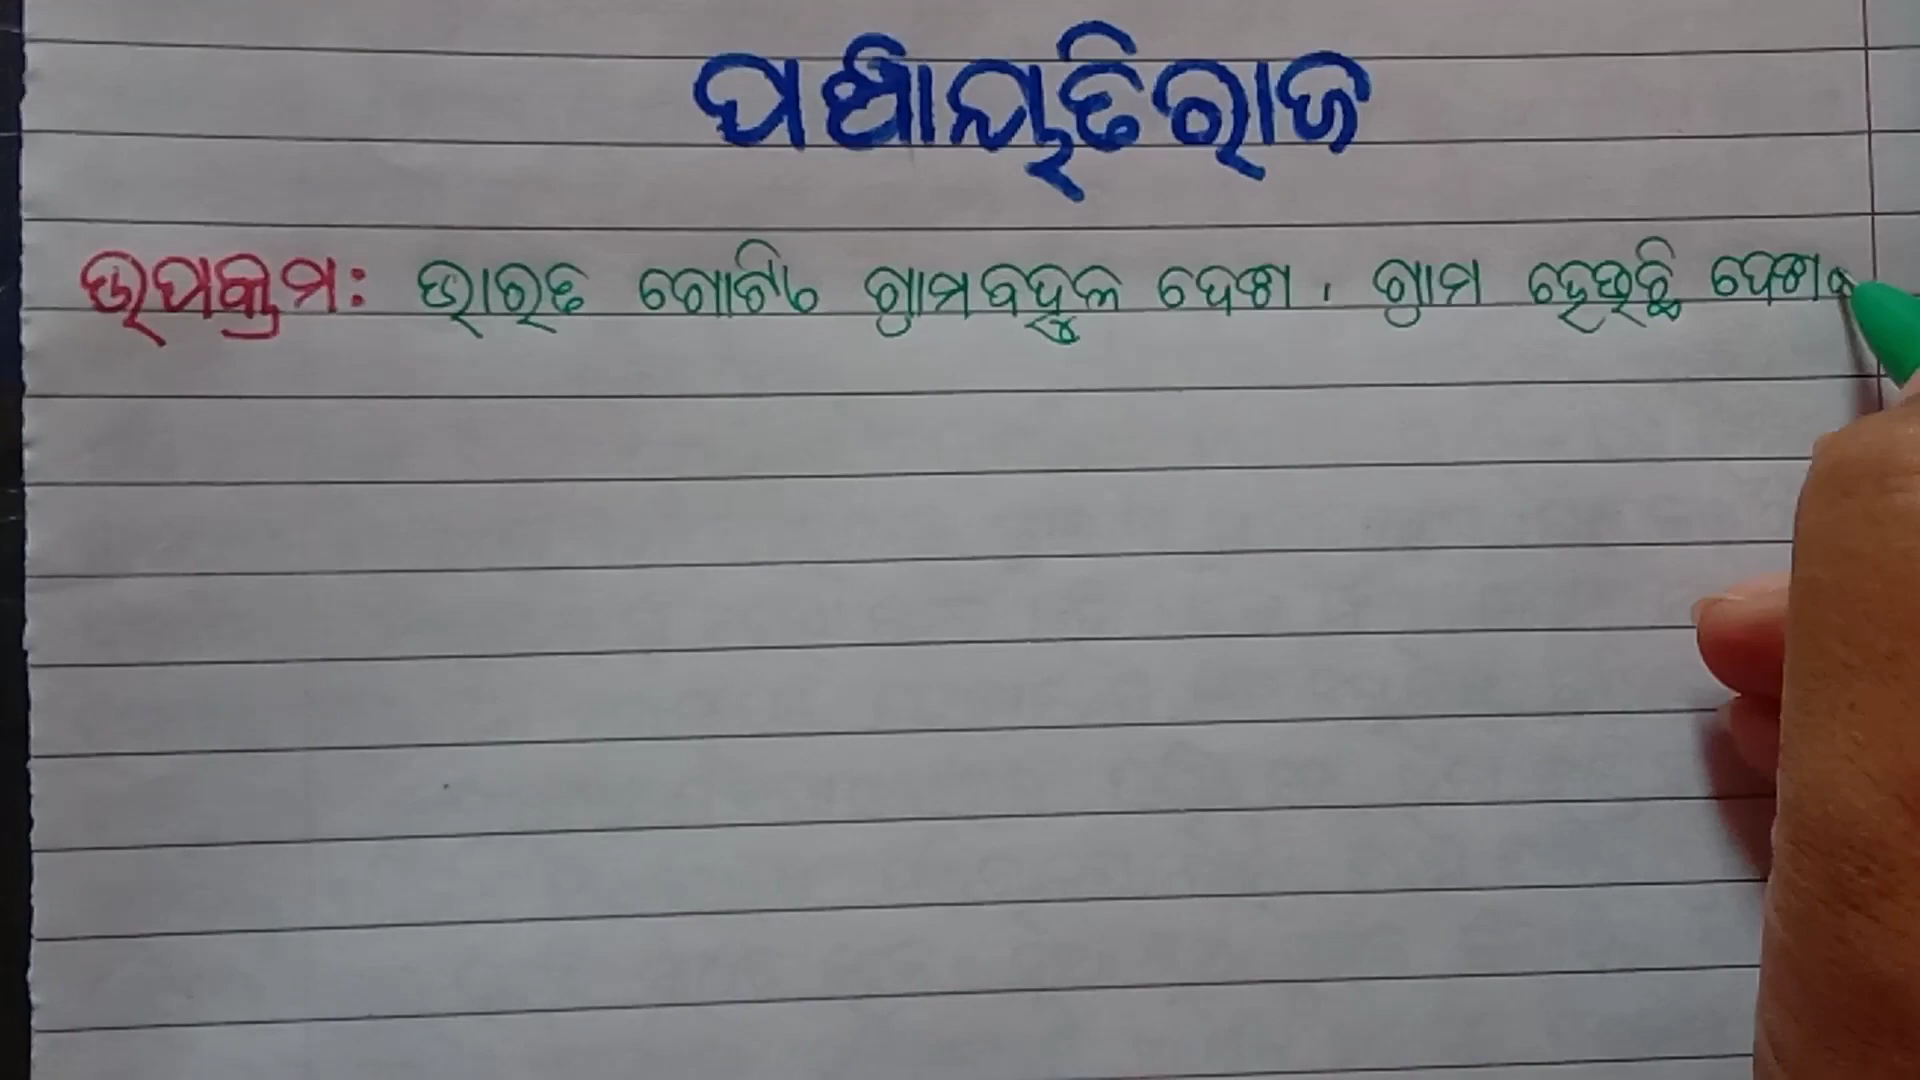 ପଞ୍ଚାୟତିରାଜ
ଉପକ୍ରମ: ଭାରତ ଗୋଟିଏ ଗ୍ରାମବହୁଳ ଦେଶ । ଗ୍ରାମ ହେଉଛି ଦେଶର